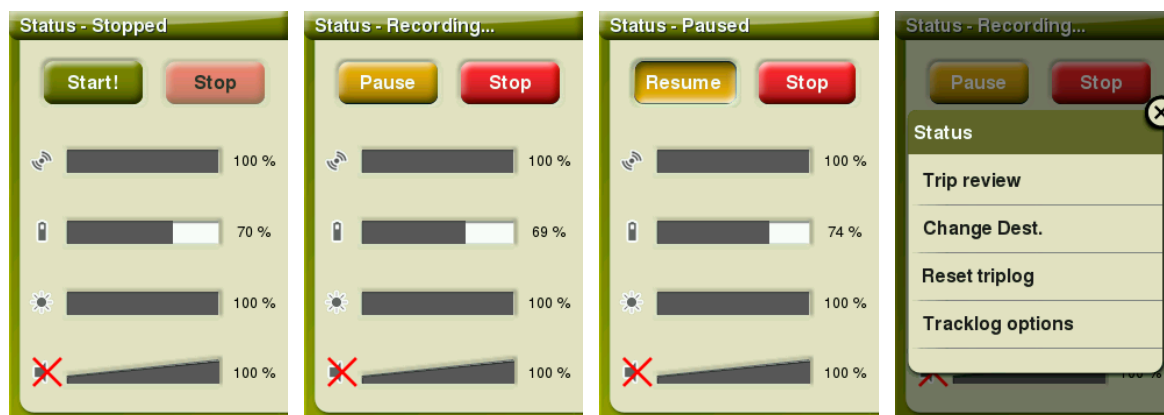 Status - Stopped
Start! Stop
100 %
70 %
100 %
100 %
Status - Recording...
Pause Stop
100 %
69 %
100 %
100 %
Status - Paused
Resume Stop
100 %
74 %
100 %
100 %
Status - Recording...
Pause Stop
Status
Trip review
Change Dest.
Reset triplog
Tracklog options